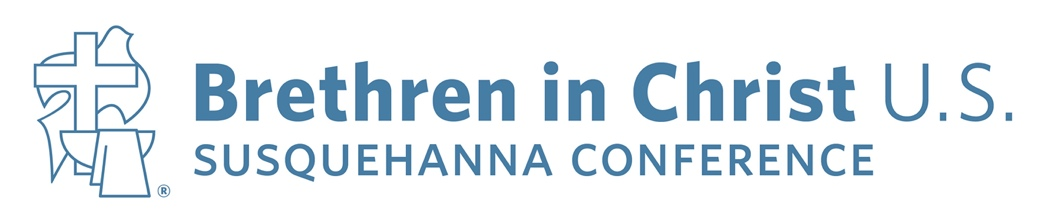 Brethren in Christ U.S.
SUSQUEHANNA CONFERENCE
®